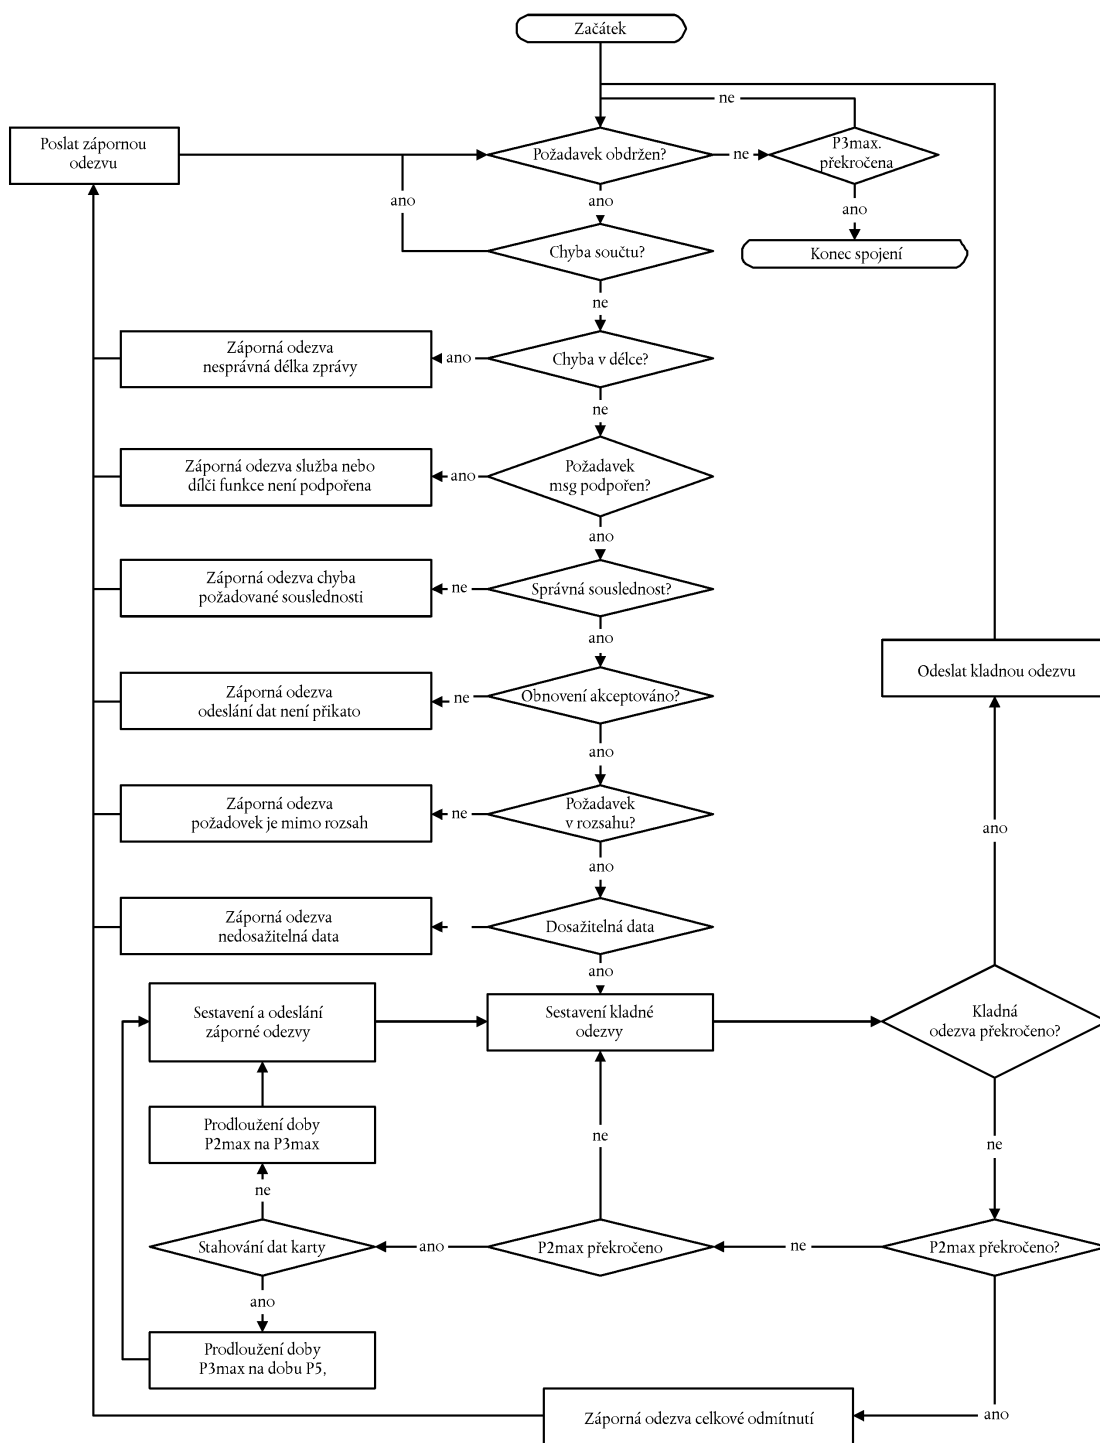 Začátek
ne
Poslat zápornou
odezvu
Požadavek obdržen?
ne
P3max.
překročena
ano
ano
ano
Chyba součtu?
Konec spojení
ne
Záporná odezva
nesprávná délka zprávy
ano
Chyba v délce?
ne
Záporná odezva služba nebo
dílči funkce není podpořena
ano
Požadavek
msg podpořen?
ano
Záporná odezva chyba
požadované souslednosti
ne
Správná souslednost?
ano
Odeslat kladnou odezvu
Záporná odezva
odeslání dat není přikato
ne
Obnovení akceptováno?
ano
Záporná odezva
požadovek je mimo rozsah
ne
Požadavek
v rozsahu?
ano
ano
Záporná odezva
nedosažitelná data
Dosažitelná data
ano
Sestavení a odeslání
záporné odezvy
Sestavení kladné
odezvy
Kladná
odezva překročeno?
Prodloužení doby
P2max na P3max
ne
ne
ne
Stahování dat karty
ano
P2max překročeno
ne
P2max překročeno?
ano
Prodloužení doby
P3max na dobu P5,
Záporná odezva celkové odmítnutí
ano